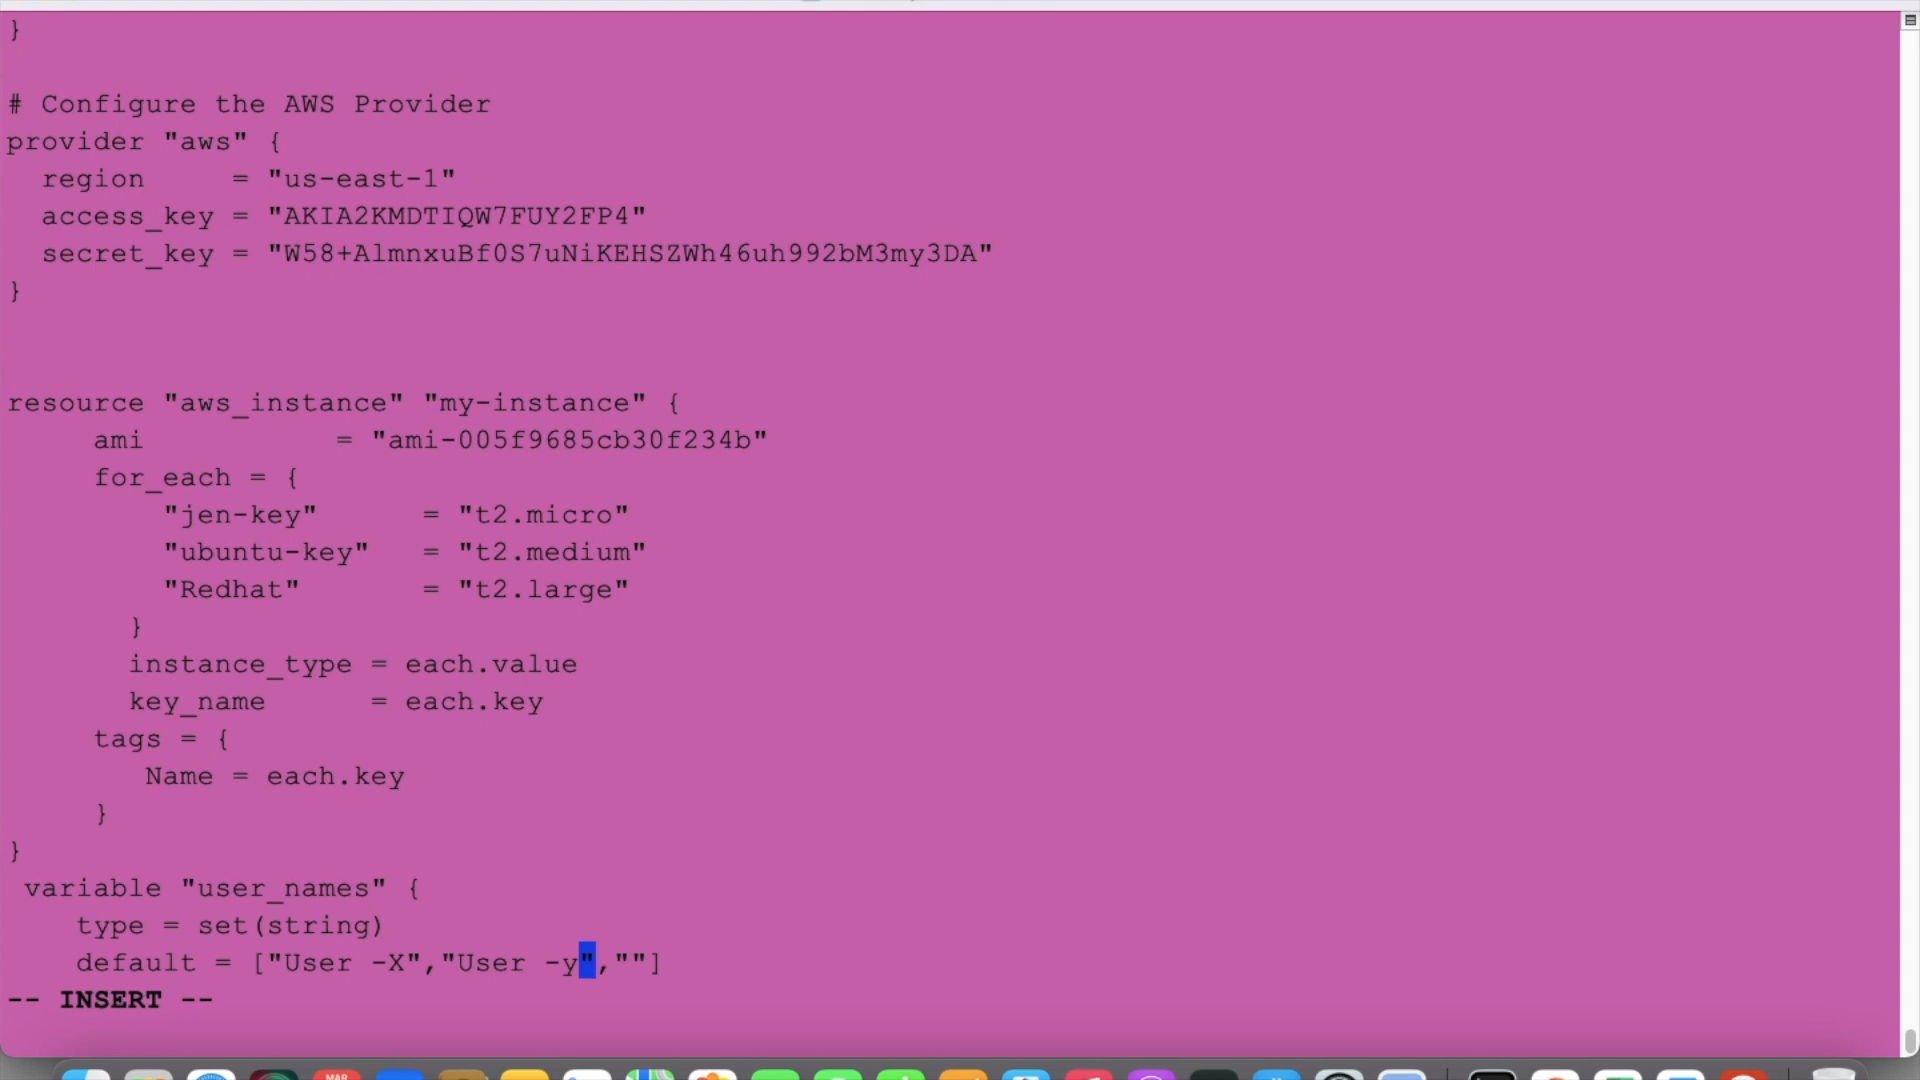 }
# Configure the AWS Provider
provider "aws" {
  region     = "us-east-1"
  access_key = "AKIA2KMDTIQW7FUY2FP4"
  secret_key = "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"
}
resource "aws_instance" "my-instance" {
     ami           = "ami-005f9685cb30f234b"
     for_each = {
         "jen-key"      = "t2.micro"
         "ubuntu-key"   = "t2.medium"
         "Redhat"       = "t2.large"
       }
       instance_type = each.value
       key_name      = each.key
     tags = {
        Name = each.key
     }
}
 variable "user_names" {
    type = set(string)
    default = ["User -X","User -y",""]
-- INSERT --
MAR